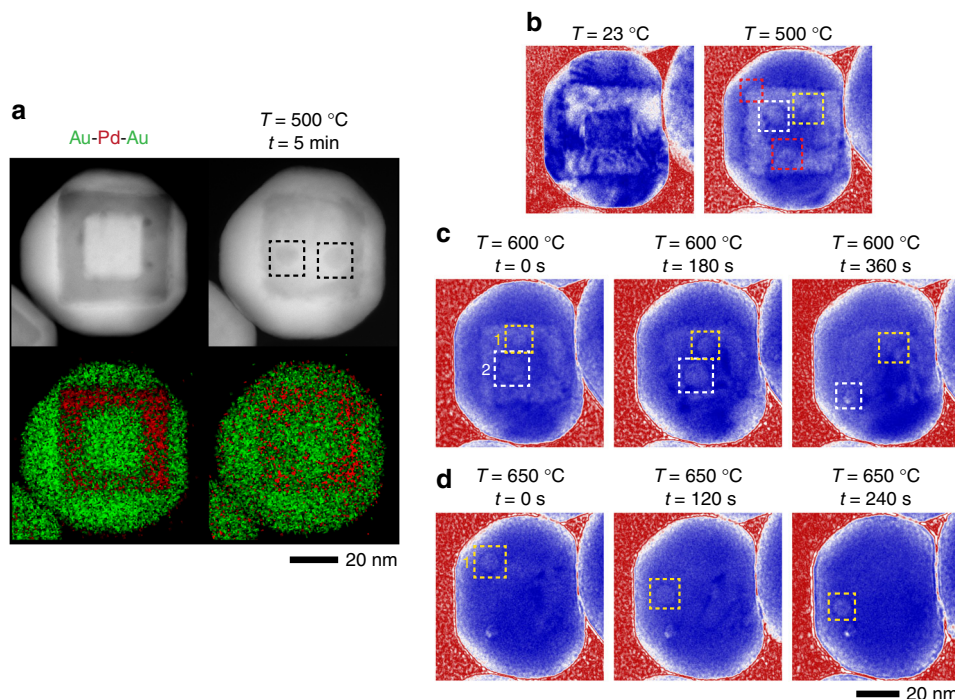 a
Au-Pd-Au
T = 500 °C
t = 5 min
20 nm
b
T = 23 °C
T = 500 °C
c
T = 600 °C
t = 0 s
T = 600 °C
t = 180 s
T = 600 °C
t = 360 s
1
2
d
T = 650 °C
t = 0 s
T = 650 °C
t = 120 s
T = 650 °C
t = 240 s
1
20 nm